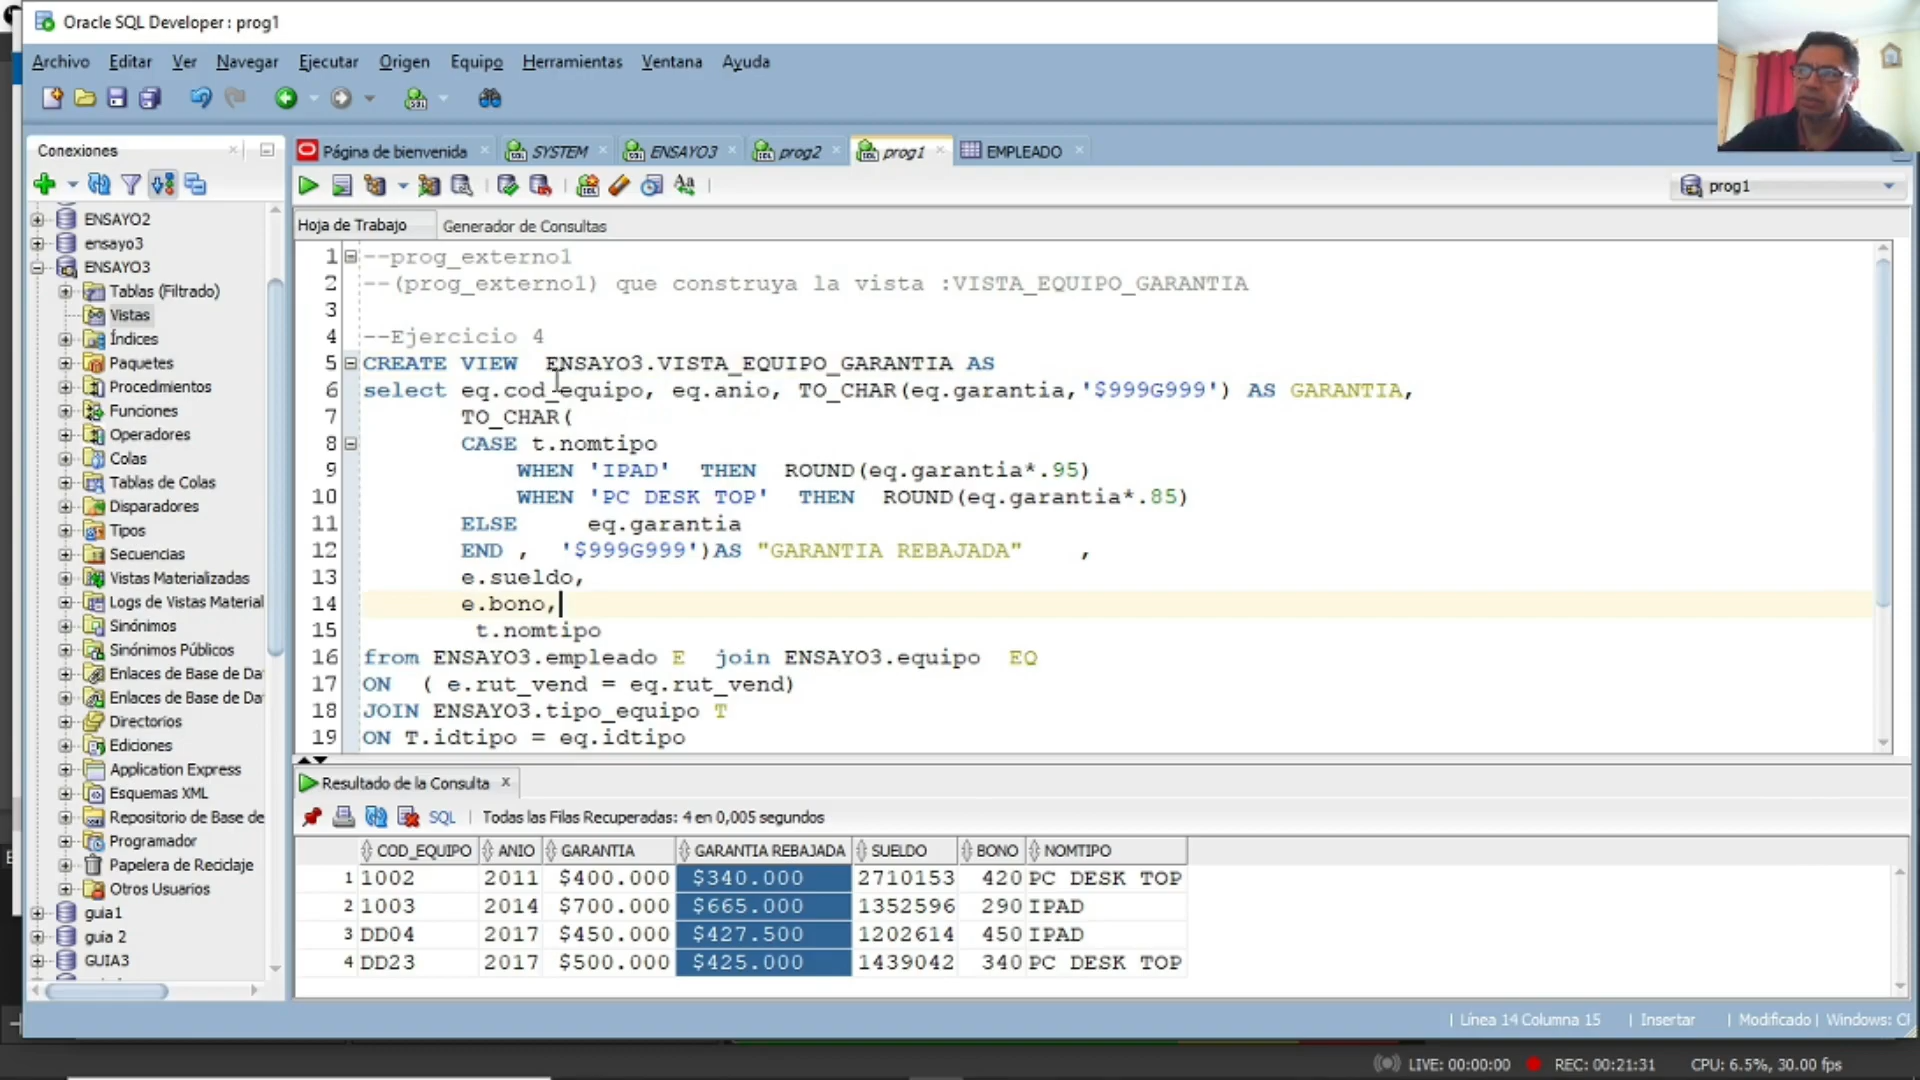 Oracle SQL Developer : prog1
Archivo Editar Ver Navegar Ejecutar Origen Equipo Herramientas Ventana Ayuda
Conexiones
Página de bienvenida SYSTEM ENSAYO3 prog2 prog1 EMPLEADO
prog1
Hoja de Trabajo Generador de Consultas
ENSAYO2
ensayo3
ENSAYO3
Tablas (Filtrado)
Vistas
Índices
Paquetes
Procedimientos
Funciones
Operadores
Colas
Tablas de Colas
Disparadores
Tipos
Secuencias
Vistas Materializadas
Logs de Vistas Material
Sinónimos
Sinónimos Públicos
Enlaces de Base de Da
Enlaces de Base de Da
Directorios
Ediciones
Application Express
Esquemas XML
Repositorio de Base de
Programador
Papelera de Reciclaje
Otros Usuarios
guia1
guia 2
GUIA3
1 --prog_externo1
2 --(prog_externo1) que construya la vista :VISTA_EQUIPO_GARANTIA
3
4 --Ejercicio 4
5 CREATE VIEW ENSAYO3.VISTA_EQUIPO_GARANTIA AS
6 select eq.cod_equipo, eq.anio, TO_CHAR(eq.garantia,'$999G999') AS GARANTIA,
7 TO_CHAR(
8 CASE t.nomtipo
9 WHEN 'IPAD' THEN ROUND(eq.garantia*.95)
10 WHEN 'PC DESK TOP' THEN ROUND(eq.garantia*.85)
11 ELSE eq.garantia
12 END , '$999G999')AS "GARANTIA REBAJADA" ,
13 e.sueldo,
14 e.bono,
15 t.nomtipo
16 from ENSAYO3.empleado E join ENSAYO3.equipo EQ
17 ON ( e.rut_vend = eq.rut_vend)
18 JOIN ENSAYO3.tipo_equipo T
19 ON T.idtipo = eq.idtipo
Resultado de la Consulta
SQL | Todas las Filas Recuperadas: 4 en 0,005 segundos
COD_EQUIPO ANIO GARANTIA GARANTIA REBAJADA SUELDO BONO NOMTIPO
1 1002 2011 $400.000 $340.000 2710153 420 PC DESK TOP
2 1003 2014 $700.000 $665.000 1352596 290 IPAD
3 DD04 2017 $450.000 $427.500 1202614 450 IPAD
4 DD23 2017 $500.000 $425.000 1439042 340 PC DESK TOP
| Línea 14 Columna 15 | Insertar | Modificado | Windows: C
LIVE: 00:00:00 REC: 00:21:31 CPU: 6.5%, 30.00 fps